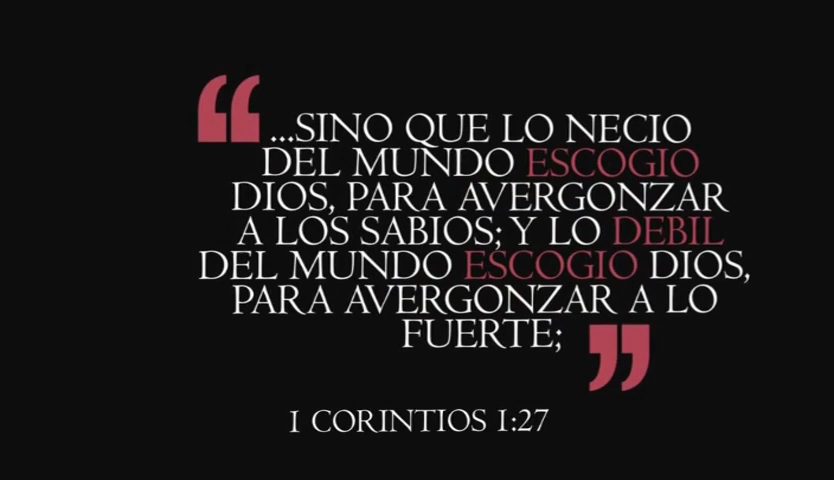 “...SINO QUE LO NECIO
DEL MUNDO ESCOGIO
DIOS, PARA AVERGONZAR
A LOS SABIOS; Y LO DEBIL
DEL MUNDO ESCOGIO DIOS,
PARA AVERGONZAR A LO
FUERTE;”
1 CORINTIOS 1:27